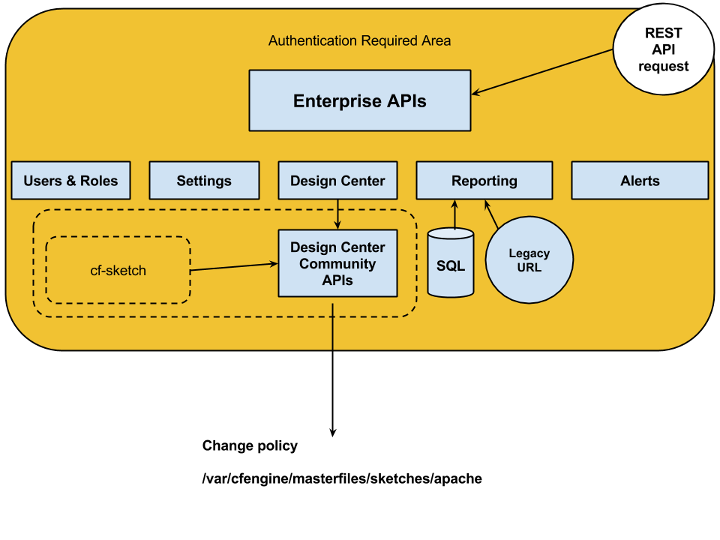 Authentication Required Area
REST
API
request
Enterprise APIs
Users & Roles
Settings
Design Center
Reporting
Alerts
cf-sketch
Design Center
Community
APIs
SQL
Legacy
URL
Change policy
/var/cfengine/masterfiles/sketches/apache